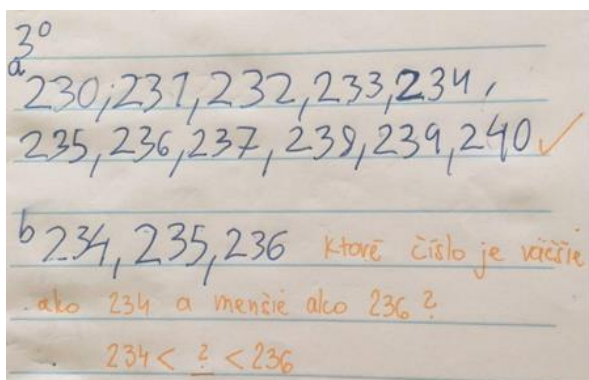 3°
a 230, 231, 232, 233, 234,
235, 236, 237, 238, 239, 240 ✓
b 234, 235, 236 Ktoré číslo je väčšie
ako 234 a menšie ako 236?
234 < ? < 236